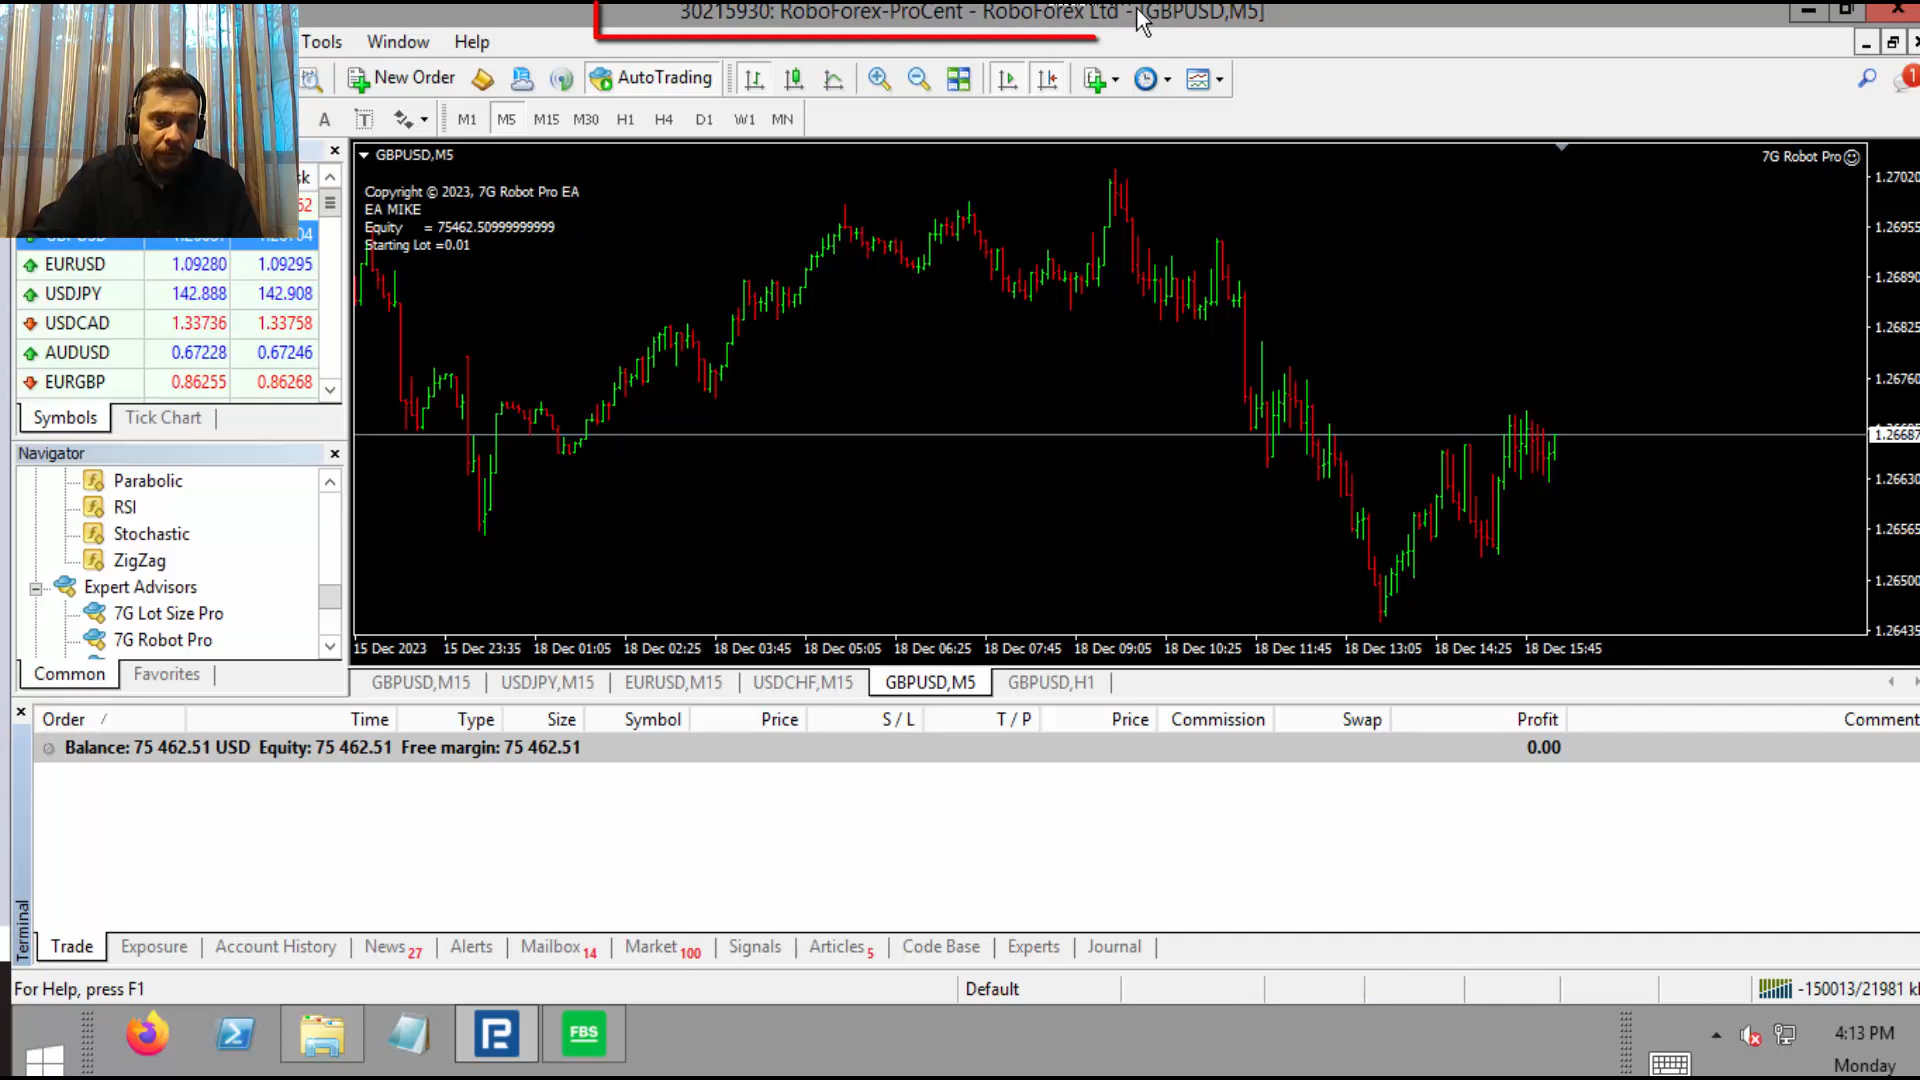 30215930: RoboForex-ProCent - RoboForex Ltd - [GBPUSD,M5]
Tools Window Help
New Order AutoTrading
A T M1 M5 M15 M30 H1 H4 D1 W1 MN
GBPUSD,M5
7G Robot Pro
Copyright © 2023, 7G Robot Pro EA
EA MIKE
Equity = 75462.50999999999
Starting Lot =0.01
1.27020
1.26955
1.26890
1.26825
1.26760
1.26687
1.26630
1.26565
1.26500
1.26435
EURUSD 1.09280 1.09295
USDJPY 142.888 142.908
USDCAD 1.33736 1.33758
AUDUSD 0.67228 0.67246
EURGBP 0.86255 0.86268
Symbols Tick Chart
Navigator
Parabolic
RSI
Stochastic
ZigZag
Expert Advisors
7G Lot Size Pro
7G Robot Pro
Common Favorites
15 Dec 2023 15 Dec 23:35 18 Dec 01:05 18 Dec 02:25 18 Dec 03:45 18 Dec 05:05 18 Dec 06:25 18 Dec 07:45 18 Dec 09:05 18 Dec 10:25 18 Dec 11:45 18 Dec 13:05 18 Dec 14:25 18 Dec 15:45
GBPUSD,M15 USDJPY,M15 EURUSD,M15 USDCHF,M15 GBPUSD,M5 GBPUSD,H1
Order / Time Type Size Symbol Price S / L T / P Price Commission Swap Profit Comment
Balance: 75 462.51 USD Equity: 75 462.51 Free margin: 75 462.51 0.00
Terminal
Trade Exposure Account History News 27 Alerts Mailbox 14 Market 100 Signals Articles 5 Code Base Experts Journal
For Help, press F1 Default -150013/21981 k
FBS
4:13 PM
Monday